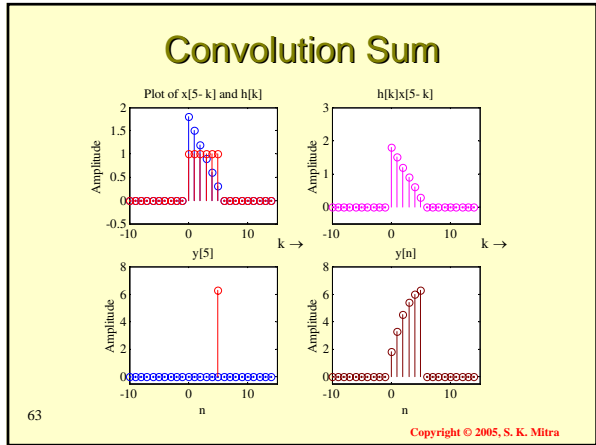 Convolution Sum
Plot of x[5- k] and h[k]
2
1.5
1
0.5
0
-0.5
Amplitude
-10
0
10
k →
h[k]x[5- k]
3
2
1
0
Amplitude
-10
0
10
k →
y[5]
8
6
4
2
0
Amplitude
-10
0
10
n
y[n]
8
6
4
2
0
Amplitude
-10
0
10
n
63
Copyright © 2005, S. K. Mitra